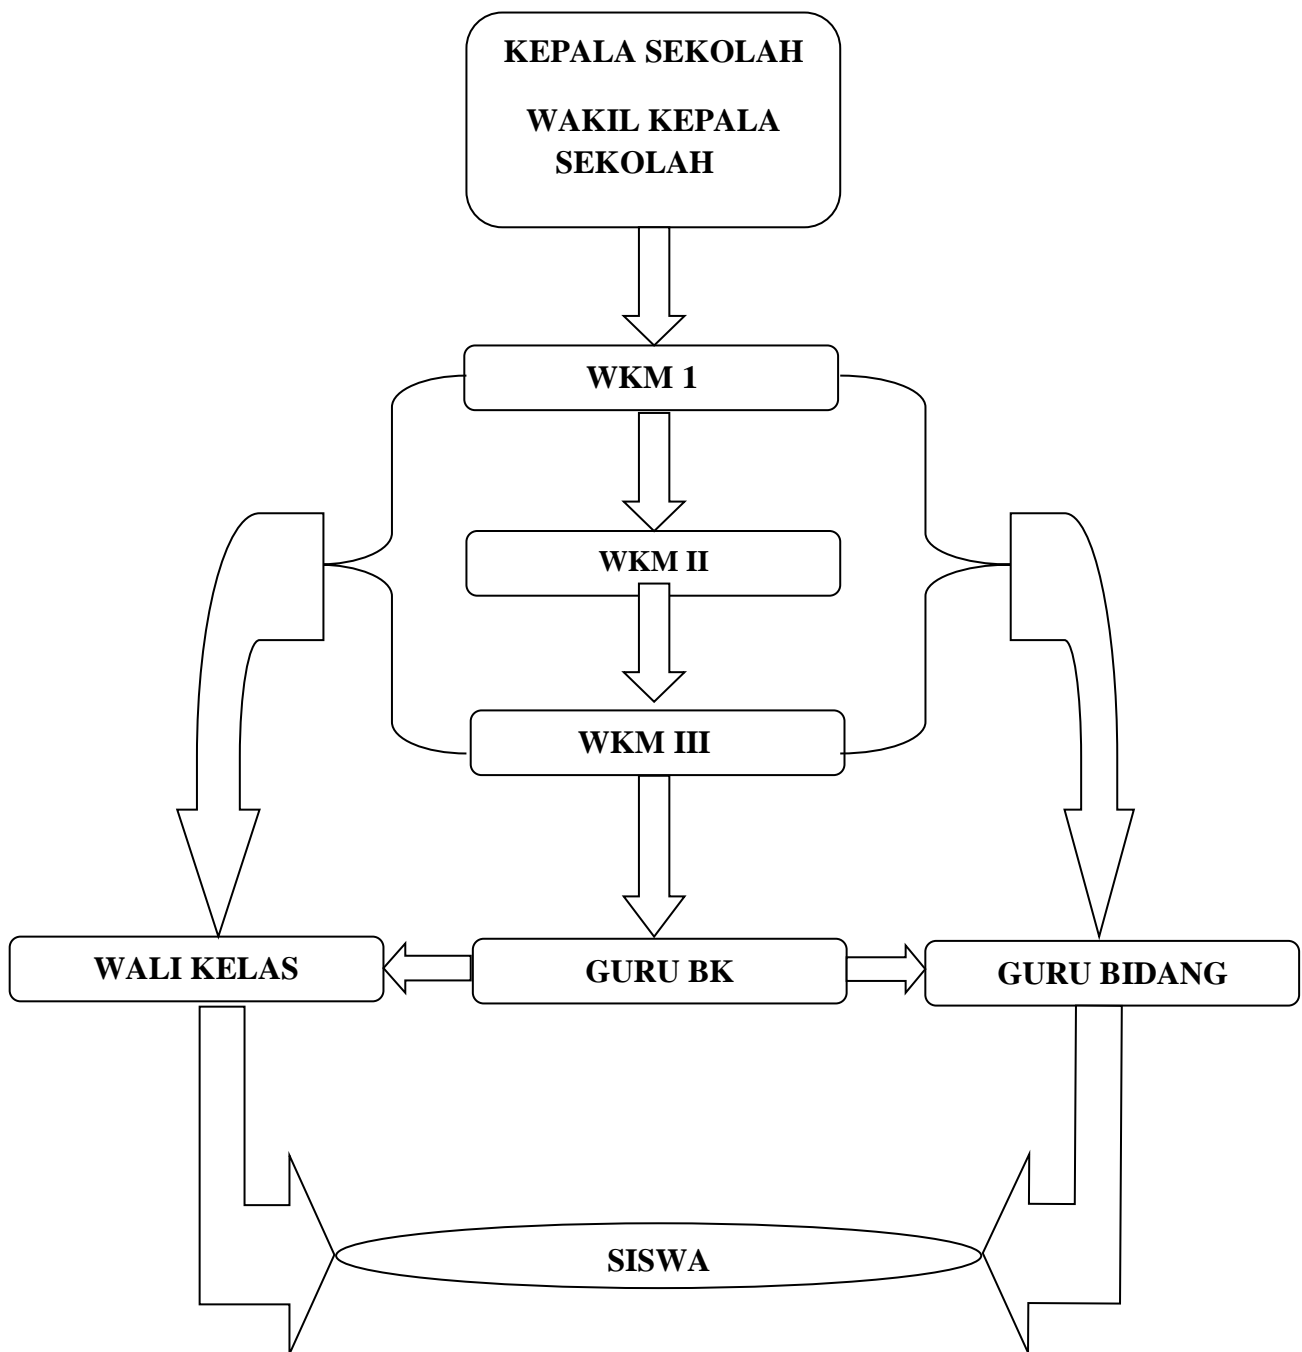 KEPALA SEKOLAH
WAKIL KEPALA
SEKOLAH
WKM 1
WKM II
WKM III
WALI KELAS
GURU BK
GURU BIDANG
SISWA